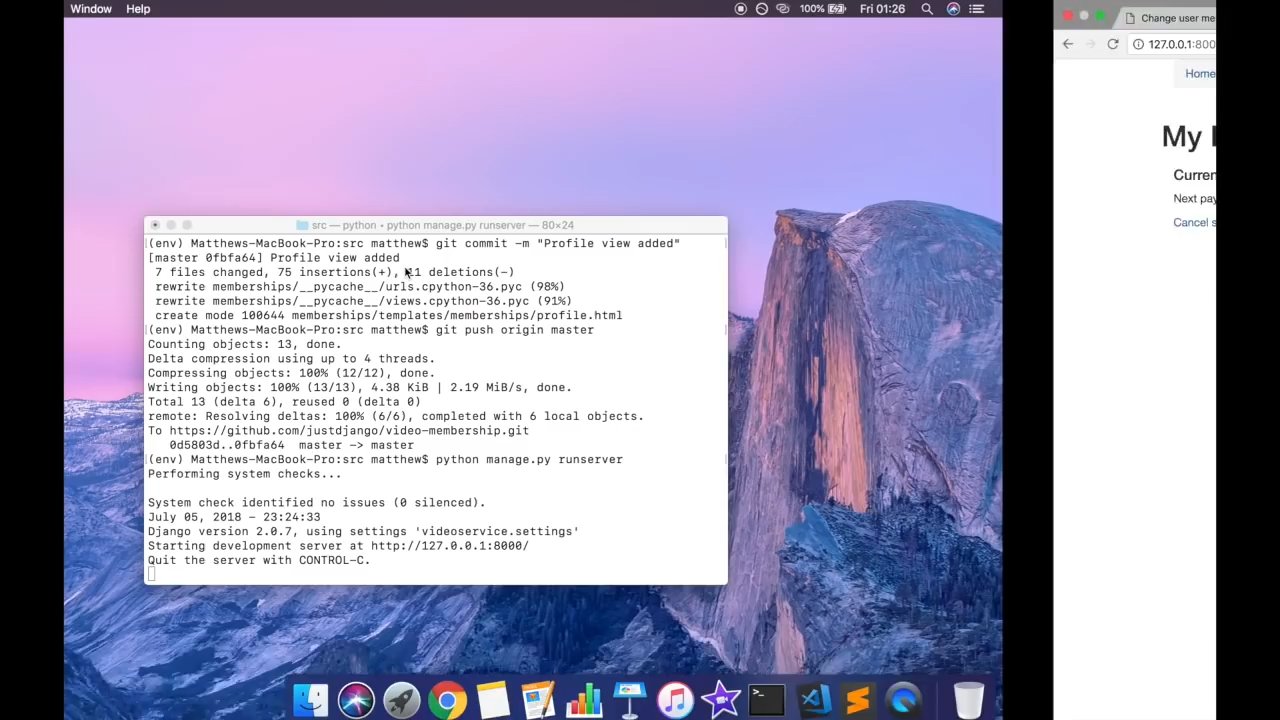 Window Help
100% Fri 01:26
src — python • python manage.py runserver — 80×24
(env) Matthews-MacBook-Pro:src matthew$ git commit -m "Profile view added"
[master 0fbfa64] Profile view added
7 files changed, 75 insertions(+), 11 deletions(-)
rewrite memberships/__pycache__/urls.cpython-36.pyc (98%)
rewrite memberships/__pycache__/views.cpython-36.pyc (91%)
create mode 100644 memberships/templates/memberships/profile.html
(env) Matthews-MacBook-Pro:src matthew$ git push origin master
Counting objects: 13, done.
Delta compression using up to 4 threads.
Compressing objects: 100% (12/12), done.
Writing objects: 100% (13/13), 4.38 KiB | 2.19 MiB/s, done.
Total 13 (delta 6), reused 0 (delta 0)
remote: Resolving deltas: 100% (6/6), completed with 6 local objects.
To https://github.com/justdjango/video-membership.git
0d5803d..0fbfa64 master -> master
(env) Matthews-MacBook-Pro:src matthew$ python manage.py runserver
Performing system checks...
System check identified no issues (0 silenced).
July 05, 2018 - 23:24:33
Django version 2.0.7, using settings 'videoservice.settings'
Starting development server at http://127.0.0.1:8000/
Quit the server with CONTROL-C.
Change user me
127.0.0.1:800
Home
My
Curren
Next pay
Cancel s